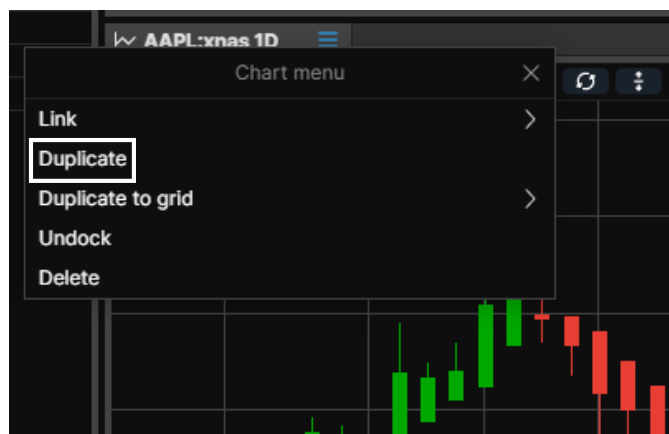 AAPL:xnas 1D
Chart menu
Link
Duplicate
Duplicate to grid
Undock
Delete